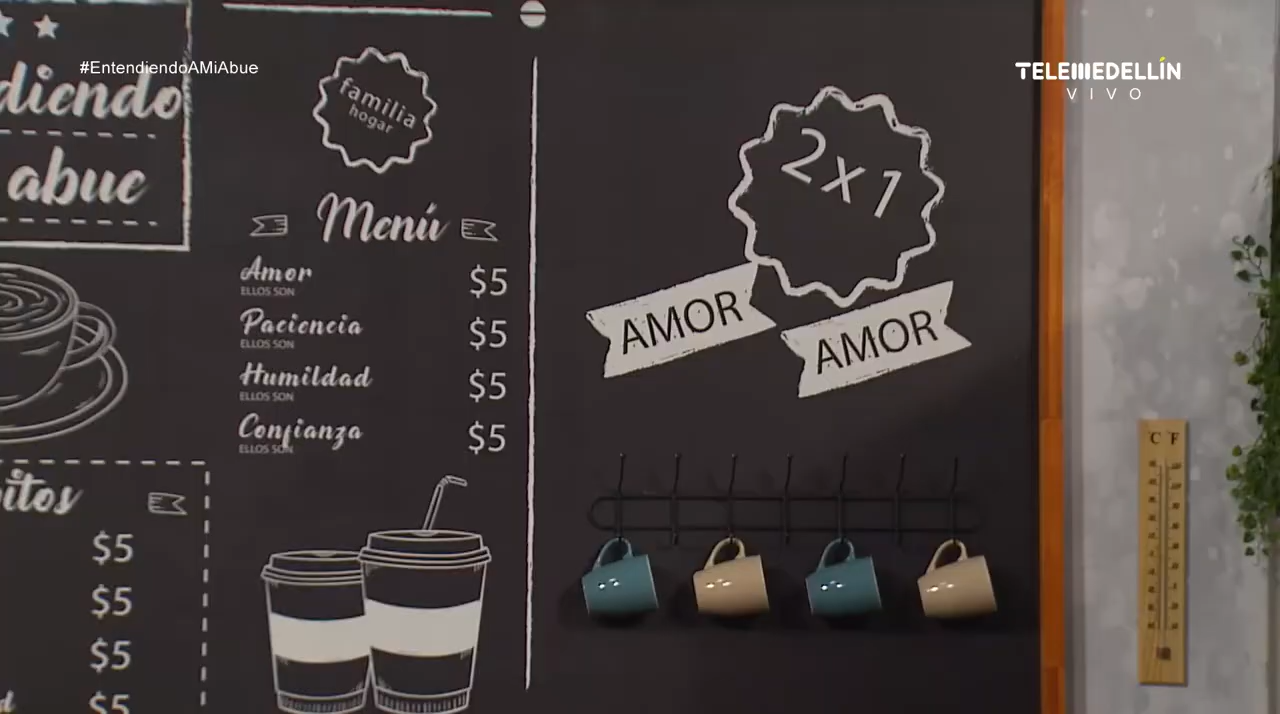 #EntendiendoAMiAbue
TELEMEDELLÍN
VIVO
diendo
abue
familia
hogar
Menú
Amor $5
ELLOS SON
Paciencia $5
ELLOS SON
Humildad $5
ELLOS SON
Confianza $5
ELLOS SON
2x1
AMOR
AMOR
itos
$5
$5
$5
$5
C F